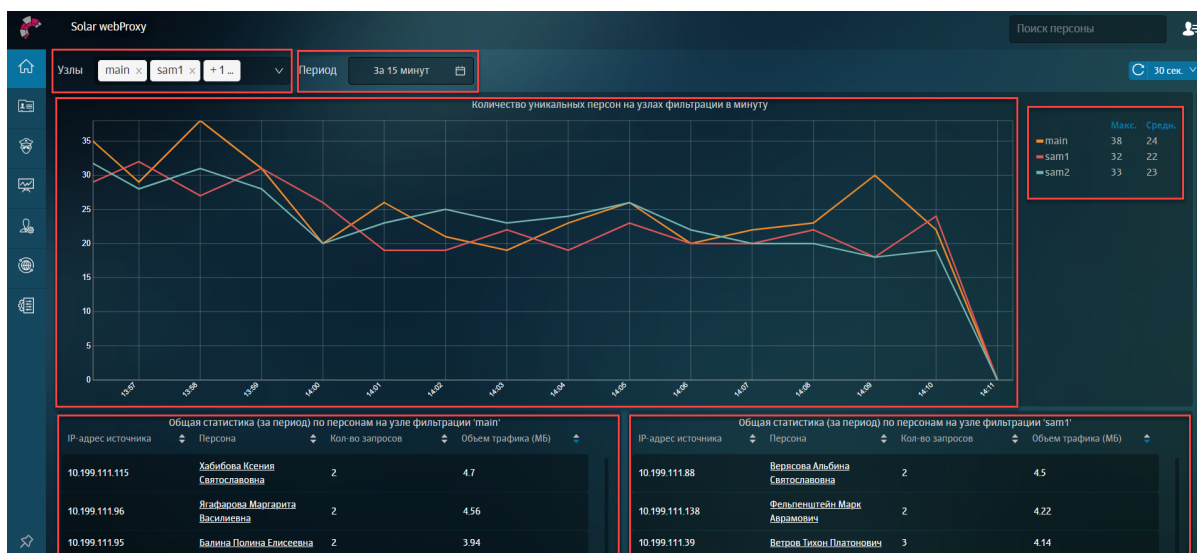 Solar webProxy
Поиск персоны
Узлы main × sam1 × + 1 ... Период За 15 минут
30 сек.
Количество уникальных персон на узлах фильтрации в минуту
Макс. Средн.
main 38 24
sam1 32 22
sam2 33 23
35
30
25
20
15
10
5
0
13:57 13:58 13:59 14:00 14:01 14:02 14:03 14:04 14:05 14:06 14:07 14:08 14:09 14:10 14:11
Общая статистика (за период) по персонам на узле фильтрации 'main'
IP-адрес источника Персона Кол-во запросов Объем трафика (МБ)
10.199.111.115 Хабибова Ксения Святославовна 2 4.7
10.199.111.96 Ягафарова Маргарита Василиевна 2 4.56
10.199.111.95 Балина Полина Елисеевна 2 3.94
Общая статистика (за период) по персонам на узле фильтрации 'sam1'
IP-адрес источника Персона Кол-во запросов Объем трафика (МБ)
10.199.111.88 Верясова Альбина Святославовна 2 4.5
10.199.111.138 Фельпенштейн Марк Аврамович 2 4.22
10.199.111.39 Ветров Тихон Платонович 3 4.14